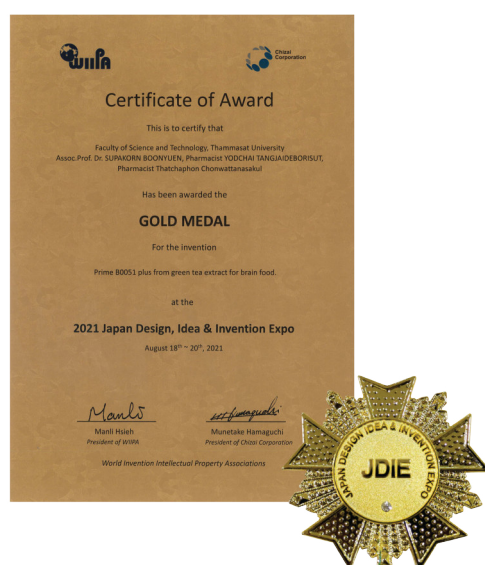 WIIPA
Chizai
Corporation
Certificate of Award
This is to certify that
Faculty of Science and Technology, Thammasat University
Assoc.Prof. Dr. SUPAKORN BOONYUEN, Pharmacist YODCHAI TANGJAIDEBORISUT,
Pharmacist Thatchaphon Chonwattanasakul
Has been awarded the
GOLD MEDAL
For the invention
Prime B00S1 plus from green tea extract for brain food.
at the
2021 Japan Design, Idea & Invention Expo
August 18th ~ 20th, 2021
Manli Hsieh
President of WIIPA
Munetake Hamaguchi
President of Chizai Corporation
World Invention Intellectual Property Associations
JAPAN DESIGN IDEA & INVENTION EXPO
JDIE